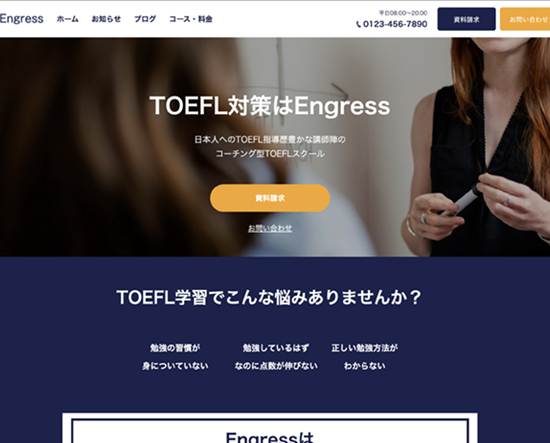 Engress ホーム お知らせ ブログ コース・料金
平日08:00〜20:00
0123-456-7890
資料請求
お問い合わせ
TOEFL対策はEngress
日本人へのTOEFL指導歴豊かな講師陣の
コーチング型TOEFLスクール
資料請求
お問い合わせ
TOEFL学習でこんな悩みありませんか？
勉強の習慣が
身についていない
勉強しているはず
なのに点数が伸びない
正しい勉強方法が
わからない
Engressは